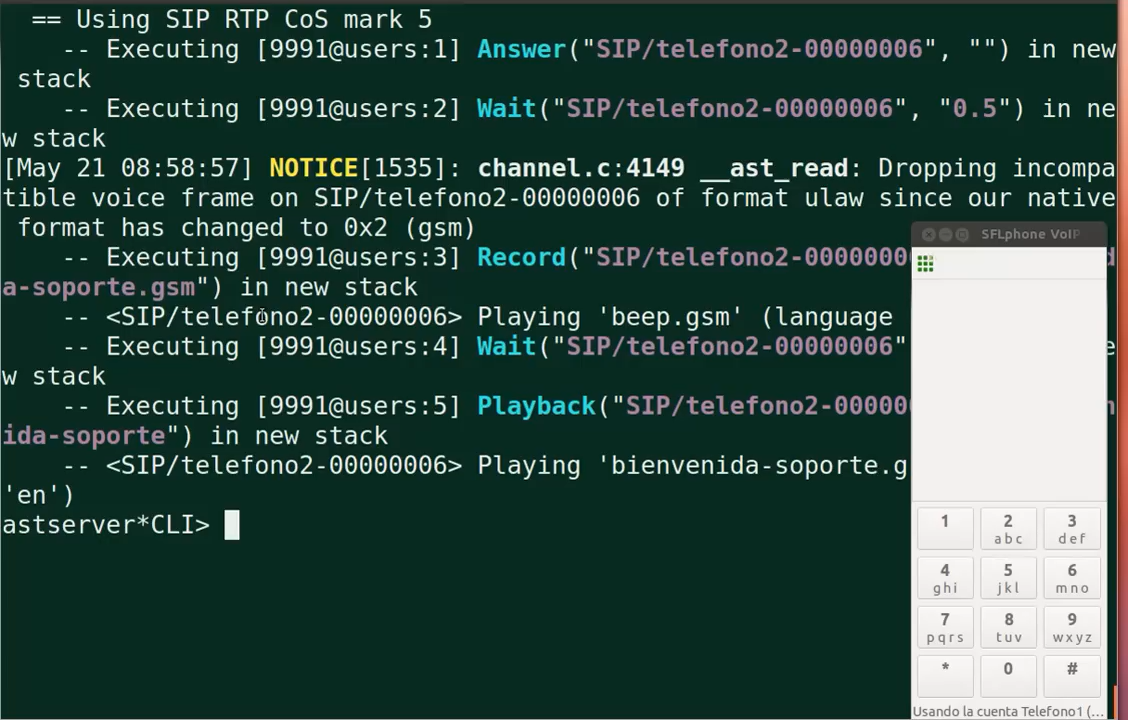 == Using SIP RTP CoS mark 5
-- Executing [9991@users:1] Answer("SIP/telefono2-00000006", "") in new
stack
-- Executing [9991@users:2] Wait("SIP/telefono2-00000006", "0.5") in ne
w stack
[May 21 08:58:57] NOTICE[1535]: channel.c:4149 __ast_read: Dropping incompa
tible voice frame on SIP/telefono2-00000006 of format ulaw since our native
format has changed to 0x2 (gsm)
-- Executing [9991@users:3] Record("SIP/telefono2-000000
a-soporte.gsm") in new stack
-- <SIP/telefono2-00000006> Playing 'beep.gsm' (language
-- Executing [9991@users:4] Wait("SIP/telefono2-00000006"
w stack
-- Executing [9991@users:5] Playback("SIP/telefono2-00000
ida-soporte") in new stack
-- <SIP/telefono2-00000006> Playing 'bienvenida-soporte.g
'en')
astserver*CLI>
SFLphone VoIP
1
2
3
abc
def
4
5
6
ghi
jkl
mno
7
8
9
pqrs
tuv
wxyz
*
0
#
Usando la cuenta Telefono1 (...